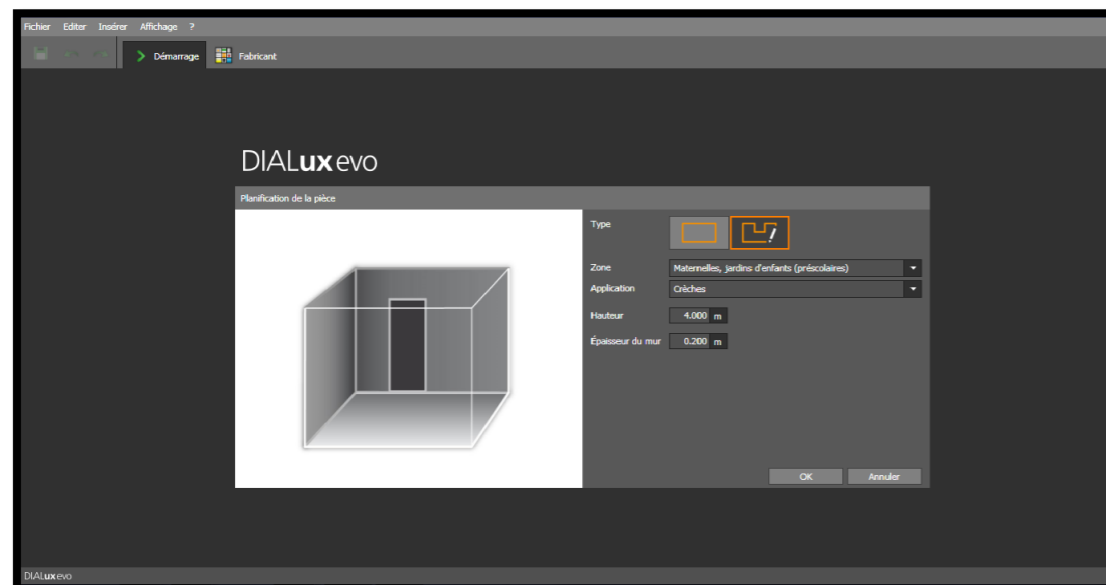 Fichier Editer Insérer Affichage ?
Démarrage Fabricant
DIALux evo
Planification de la pièce
Type
Zone Maternelles, jardins d'enfants (préscolaires)
Application Crèches
Hauteur 4.000 m
Épaisseur du mur 0.200 m
OK Annuler
DIALux evo